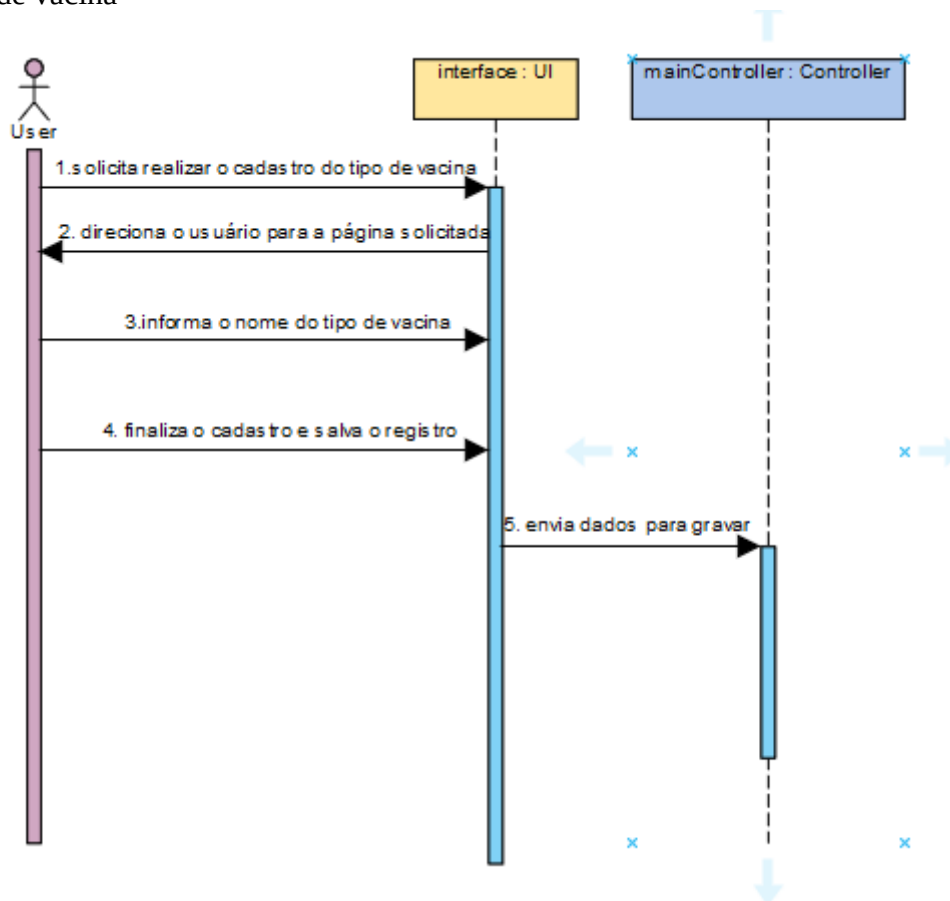 de vacina
interface : UI
mainController : Controller
User
1.solicita realizar o cadastro do tipo de vacina
2. direciona o usuário para a página solicitada
3.informa o nome do tipo de vacina
4. finaliza o cadastro e salva o registro
5. envia dados para gravar